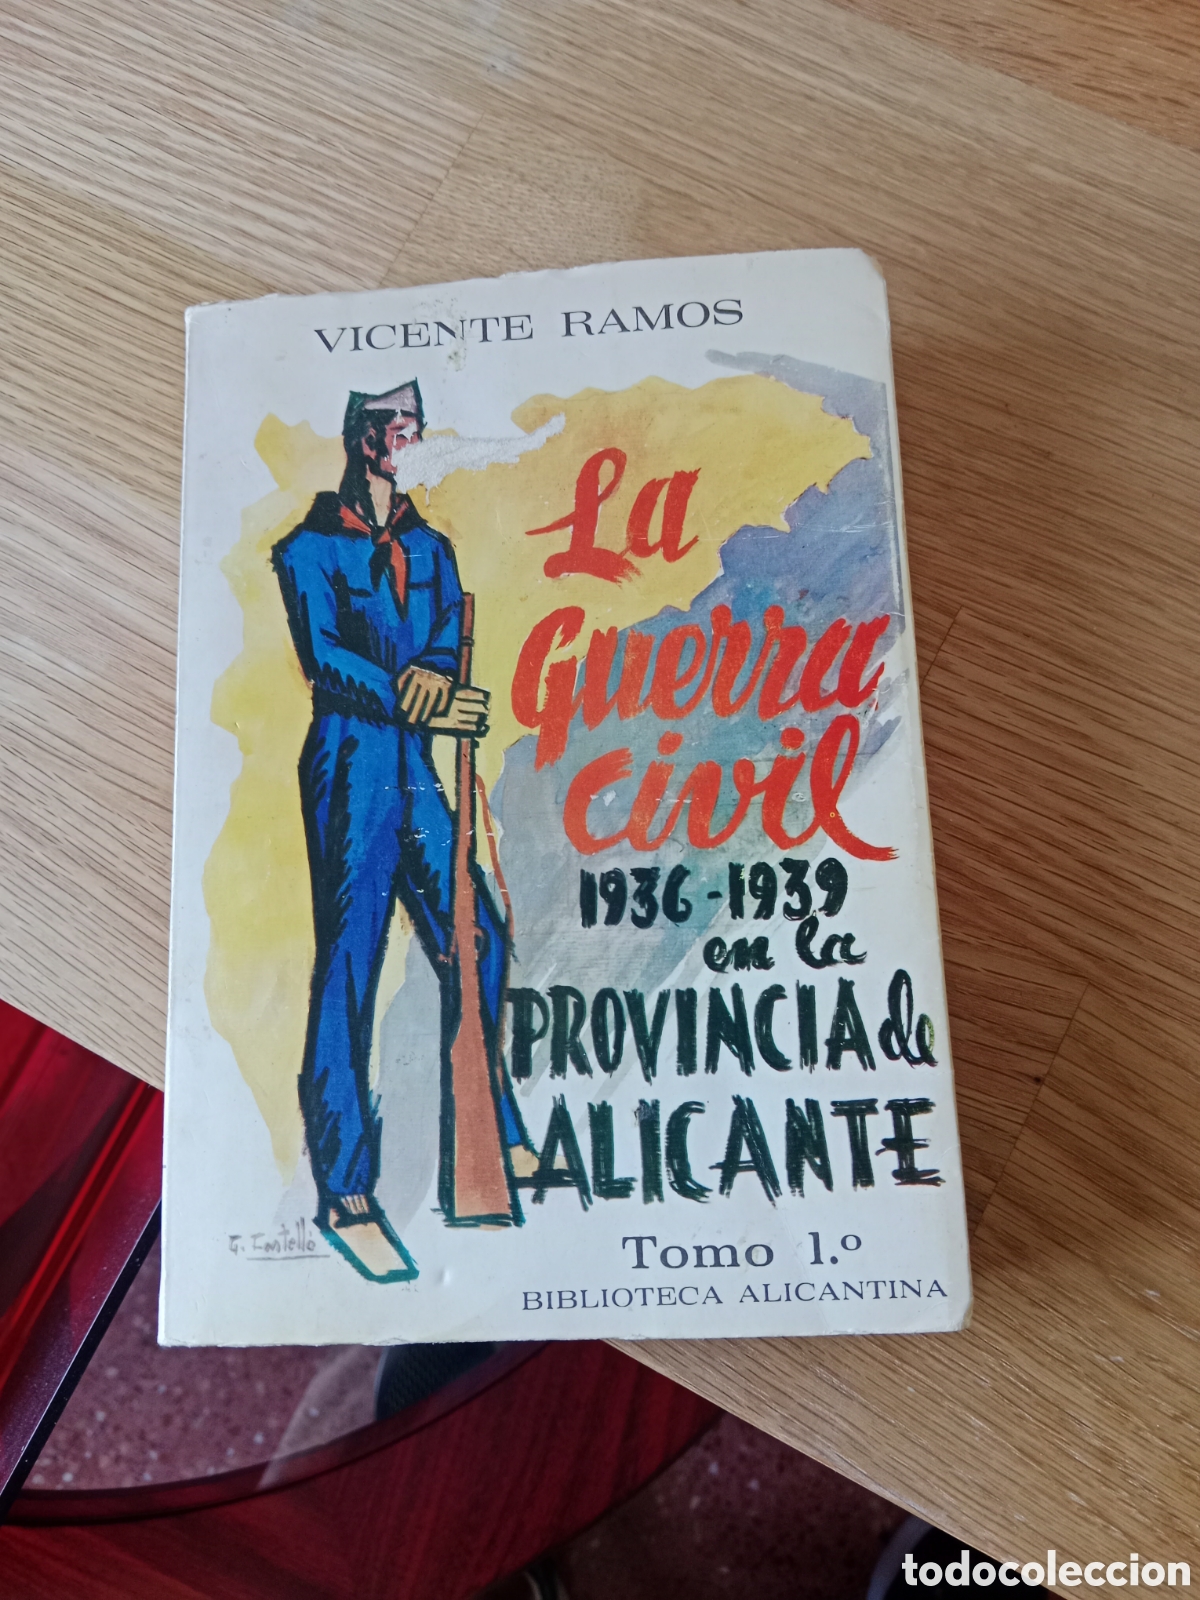 VICENTE RAMOS
La
Guerra
civil
1936-1939
en la
PROVINCIA de
ALICANTE
G. Castelló
Tomo 1.º
BIBLIOTECA ALICANTINA
todocoleccion